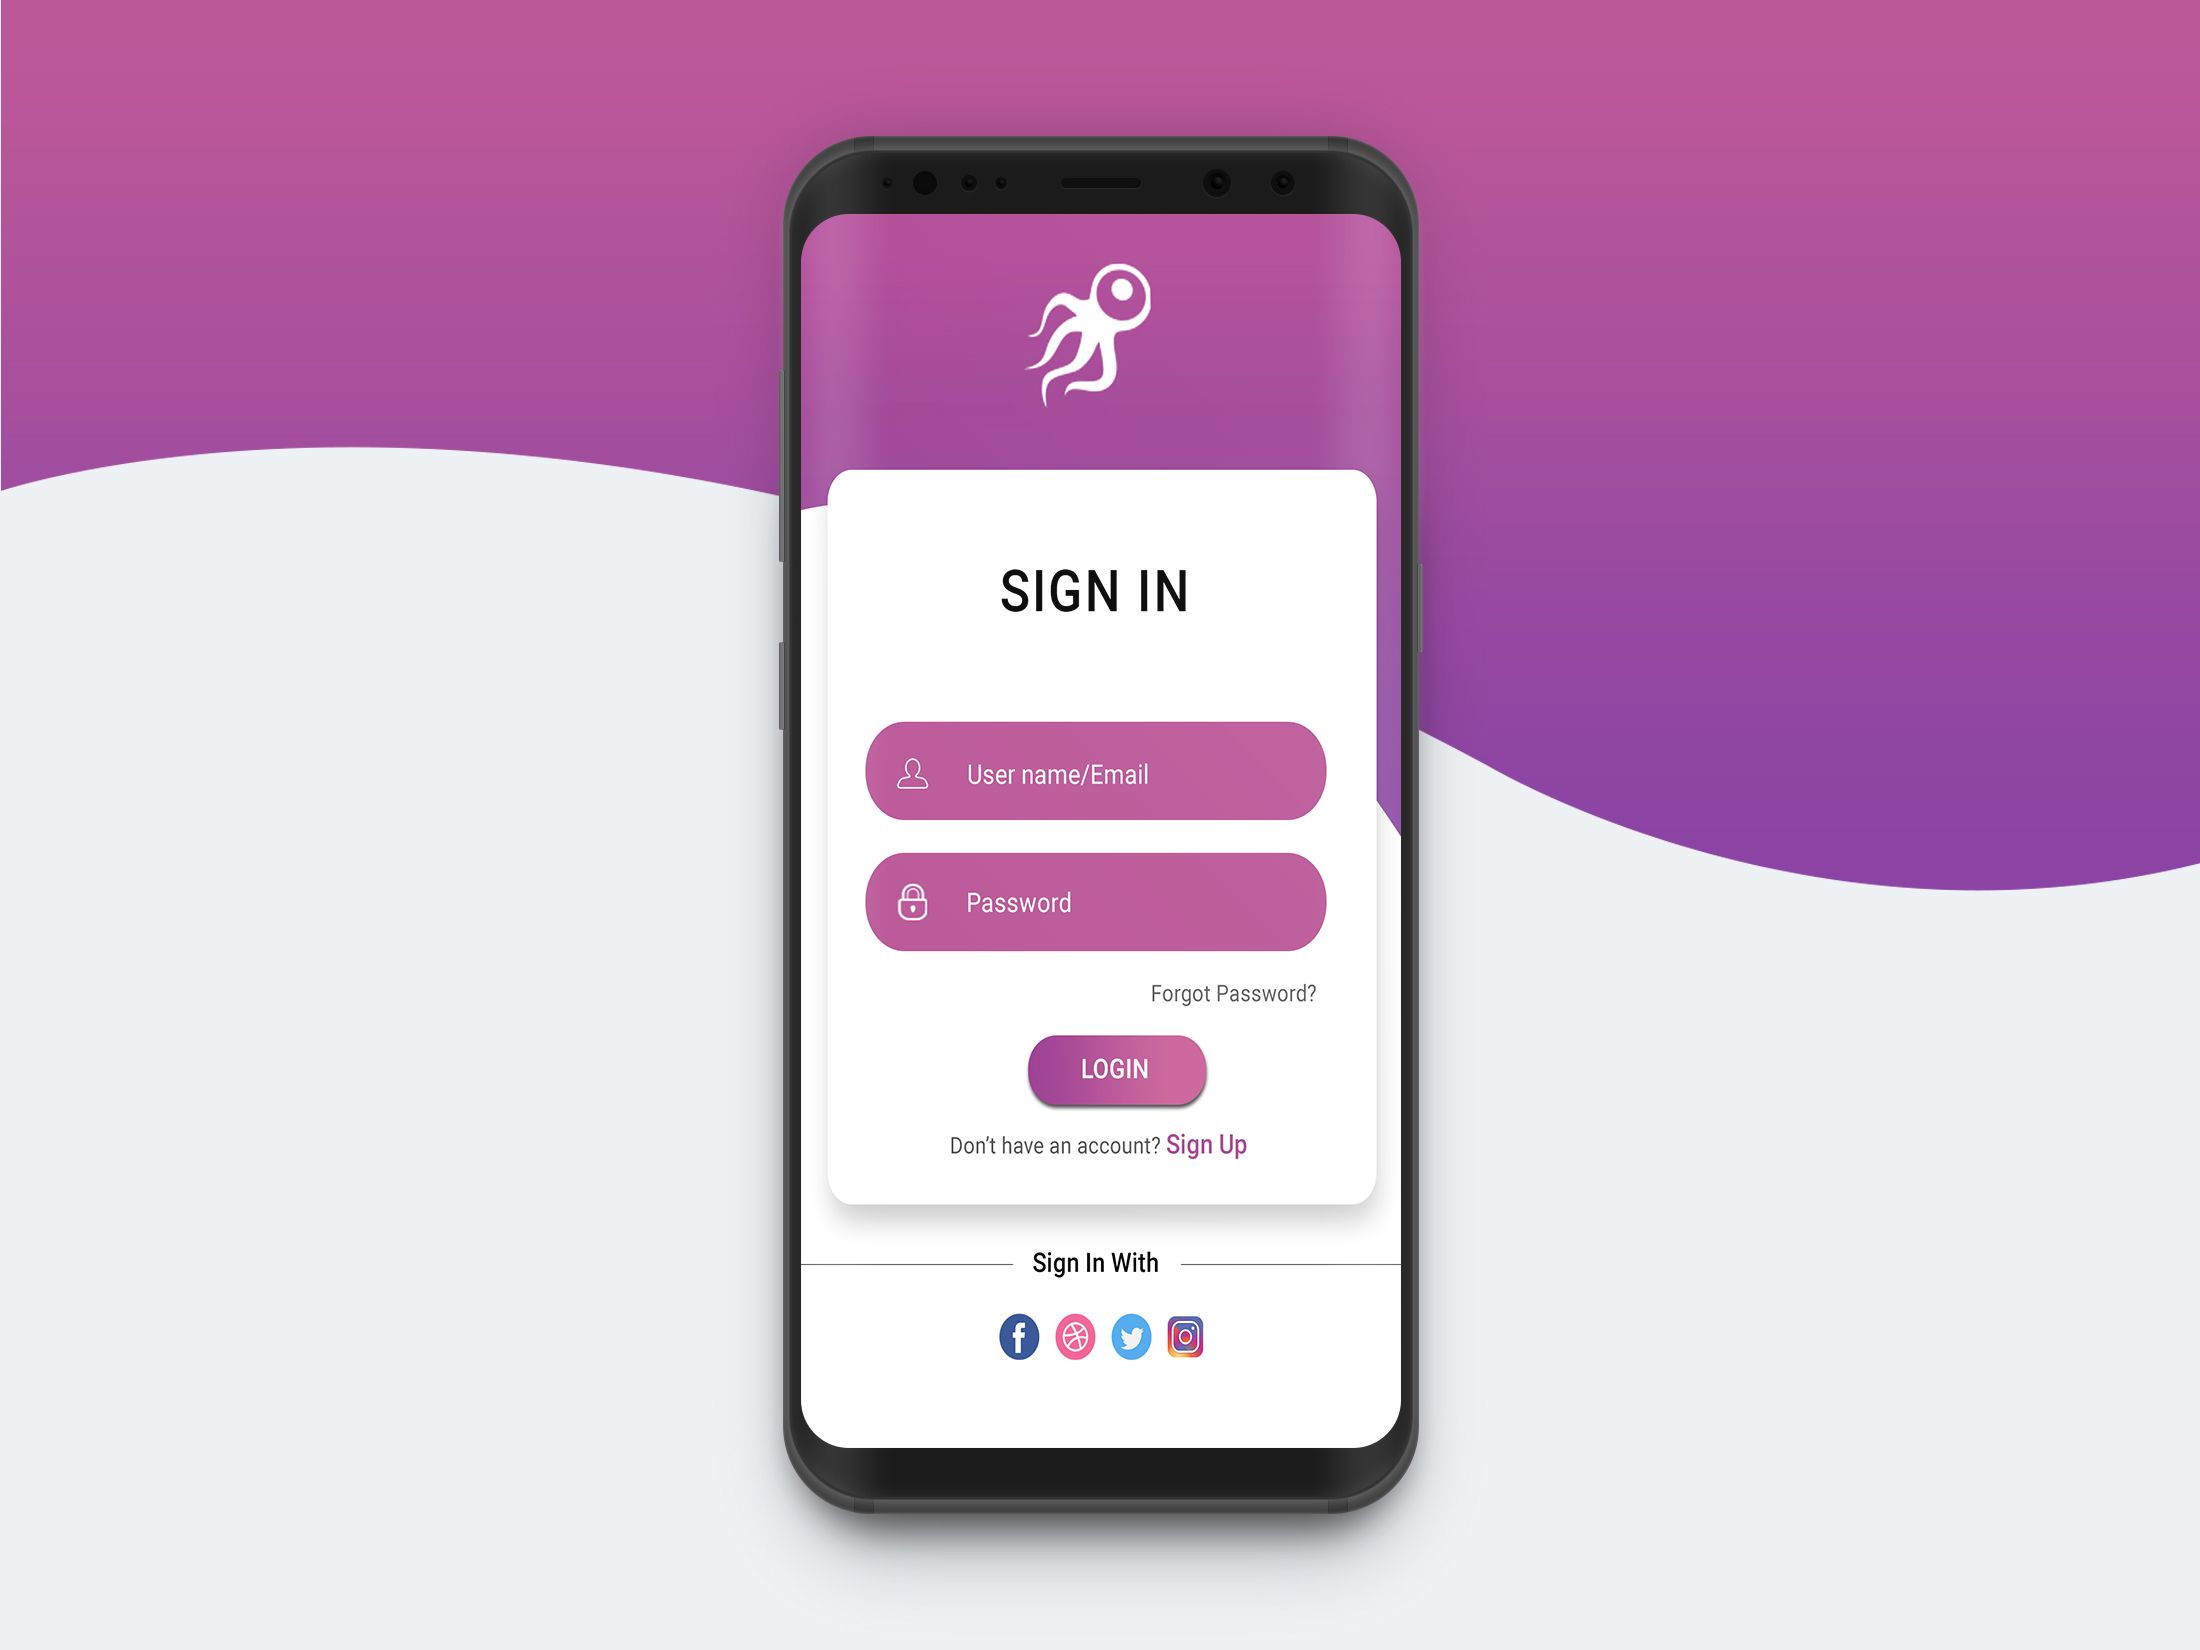 SIGN IN
User name/Email
Password
Forgot Password?
LOGIN
Don’t have an account? Sign Up
Sign In With